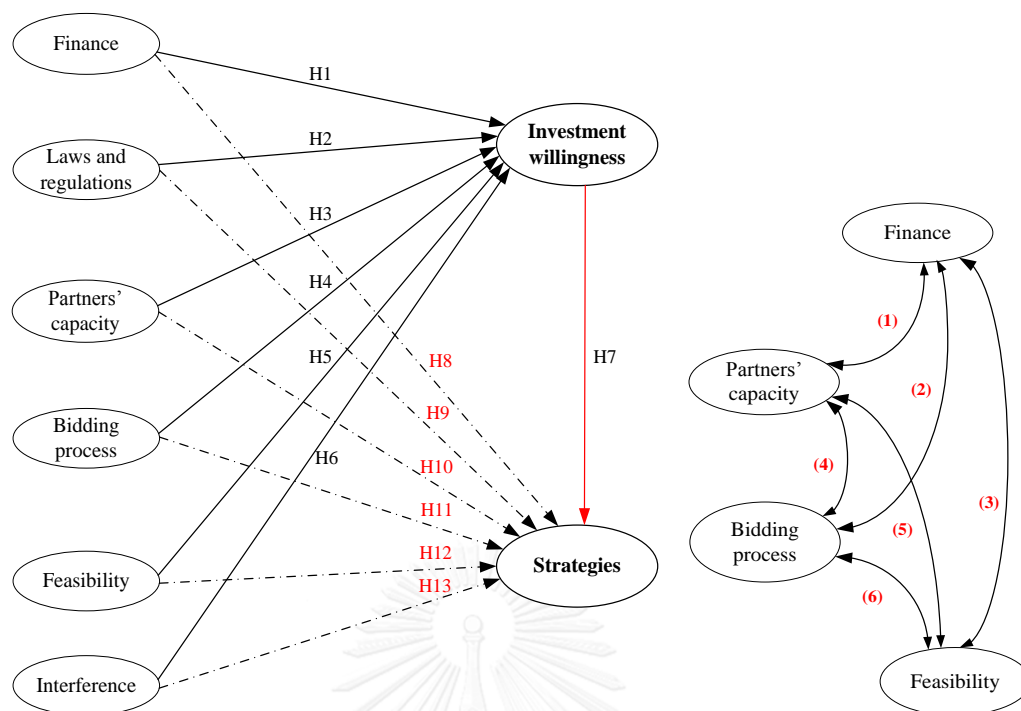 Finance
H1
Investment
willingness
H2
Laws and
regulations
H3
Finance
Partners'
capacity
H4
(1)
H5
H8
H7
Partners'
capacity
(2)
H9
Bidding
process
H6
H10
(4)
(3)
H11
(5)
Bidding
process
H12
Feasibility
Strategies
H13
(6)
Interference
Feasibility